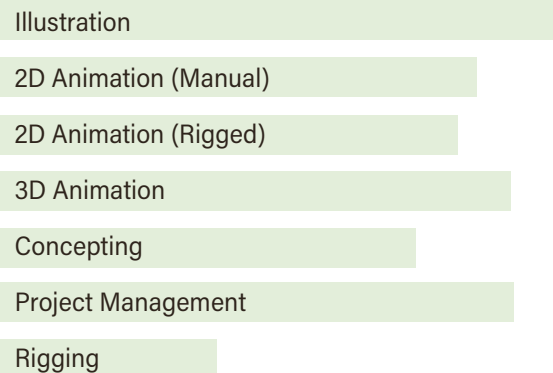 Illustration
2D Animation (Manual)
2D Animation (Rigged)
3D Animation
Concepting
Project Management
Rigging